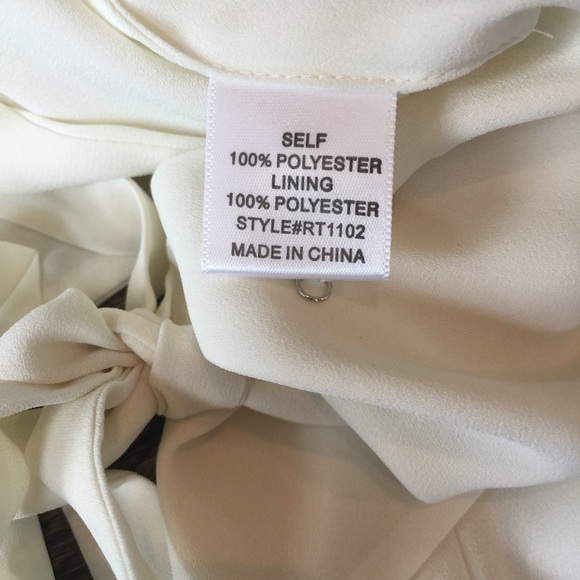 SELF
100% POLYESTER
LINING
100% POLYESTER
STYLE#RT1102
MADE IN CHINA